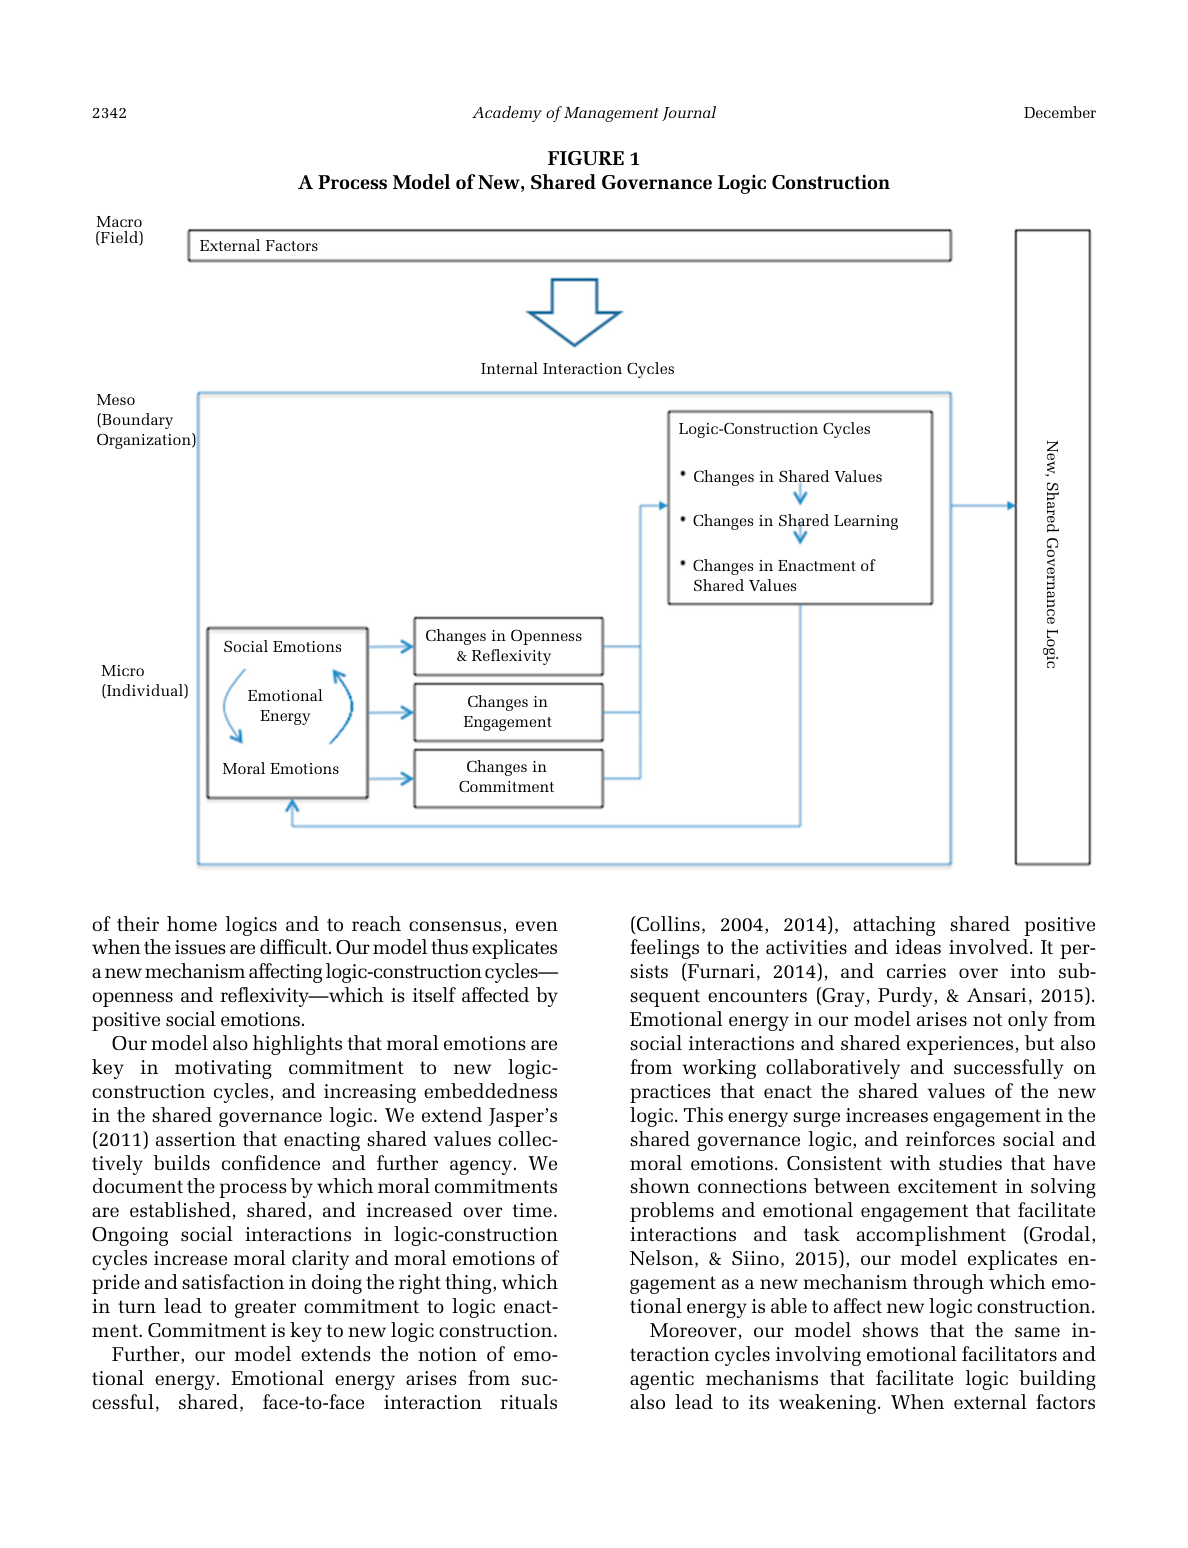 2342
Academy of Management Journal
December
FIGURE 1
A Process Model of New, Shared Governance Logic Construction
Macro
(Field)
External Factors
Internal Interaction Cycles
Meso
(Boundary
Organization)
Logic-Construction Cycles
• Changes in Shared Values
• Changes in Shared Learning
• Changes in Enactment of
Shared Values
New, Shared Governance Logic
Micro
(Individual)
Social Emotions
Emotional
Energy
Moral Emotions
Changes in Openness
& Reflexivity
Changes in
Engagement
Changes in
Commitment
of their home logics and to reach consensus, even
when the issues are difficult. Our model thus explicates
a new mechanism affecting logic-construction cycles—
openness and reflexivity—which is itself affected by
positive social emotions.
Our model also highlights that moral emotions are
key in motivating commitment to new logic-
construction cycles, and increasing embeddedness
in the shared governance logic. We extend Jasper's
(2011) assertion that enacting shared values collec-
tively builds confidence and further agency. We
document the process by which moral commitments
are established, shared, and increased over time.
Ongoing social interactions in logic-construction
cycles increase moral clarity and moral emotions of
pride and satisfaction in doing the right thing, which
in turn lead to greater commitment to logic enact-
ment. Commitment is key to new logic construction.
Further, our model extends the notion of emo-
tional energy. Emotional energy arises from suc-
cessful, shared, face-to-face interaction rituals
(Collins, 2004, 2014), attaching shared positive
feelings to the activities and ideas involved. It per-
sists (Furnari, 2014), and carries over into sub-
sequent encounters (Gray, Purdy, & Ansari, 2015).
Emotional energy in our model arises not only from
social interactions and shared experiences, but also
from working collaboratively and successfully on
practices that enact the shared values of the new
logic. This energy surge increases engagement in the
shared governance logic, and reinforces social and
moral emotions. Consistent with studies that have
shown connections between excitement in solving
problems and emotional engagement that facilitate
interactions and task accomplishment (Grodal,
Nelson, & Siino, 2015), our model explicates en-
gagement as a new mechanism through which emo-
tional energy is able to affect new logic construction.
Moreover, our model shows that the same in-
teraction cycles involving emotional facilitators and
agentic mechanisms that facilitate logic building
also lead to its weakening. When external factors